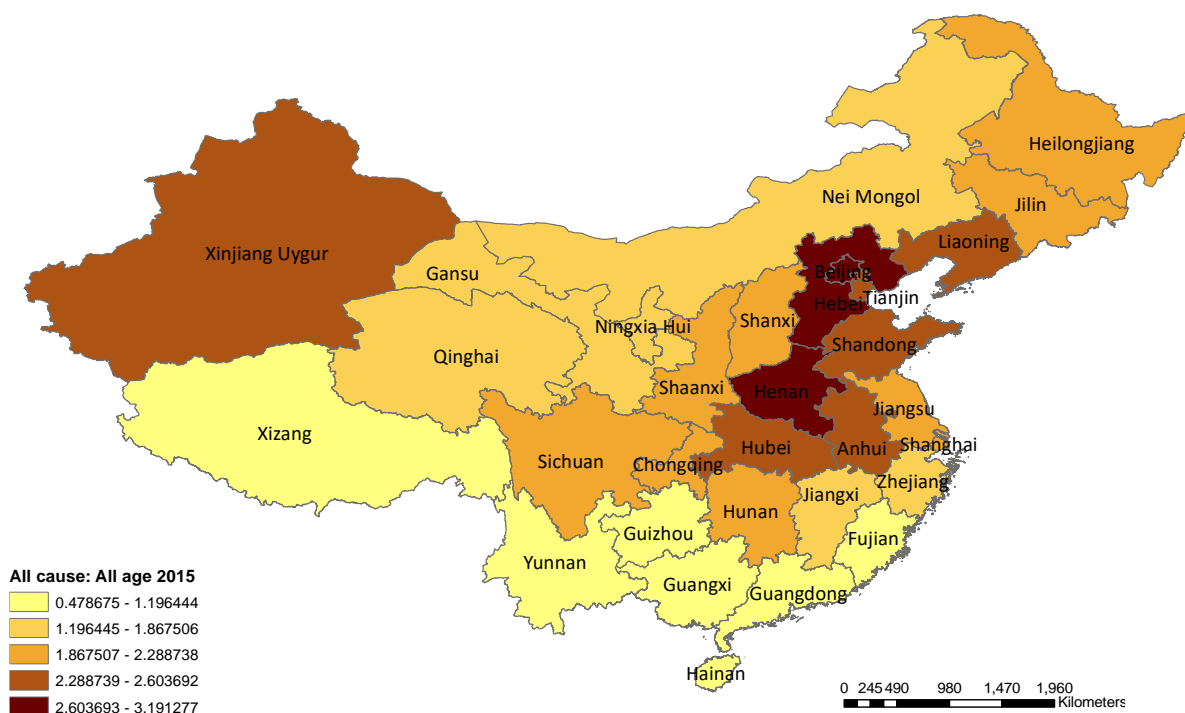 Heilongjiang
Nei Mongol
Jilin
Liaoning
Xinjiang Uygur
Gansu
Beijing
Tianjin
Hebei
Ningxia Hui
Shanxi
Shandong
Qinghai
Shaanxi
Henan
Jiangsu
Xizang
Sichuan
Chongqing
Hubei
Anhui
Shanghai
Zhejiang
Jiangxi
Hunan
Guizhou
Fujian
Yunnan
Guangxi
Guangdong
Hainan
All cause: All age 2015
0.478675 - 1.196444
1.196445 - 1.867506
1.867507 - 2.288738
2.288739 - 2.603692
2.603693 - 3.191277
0 245 490 980 1,470 1,960
Kilometers